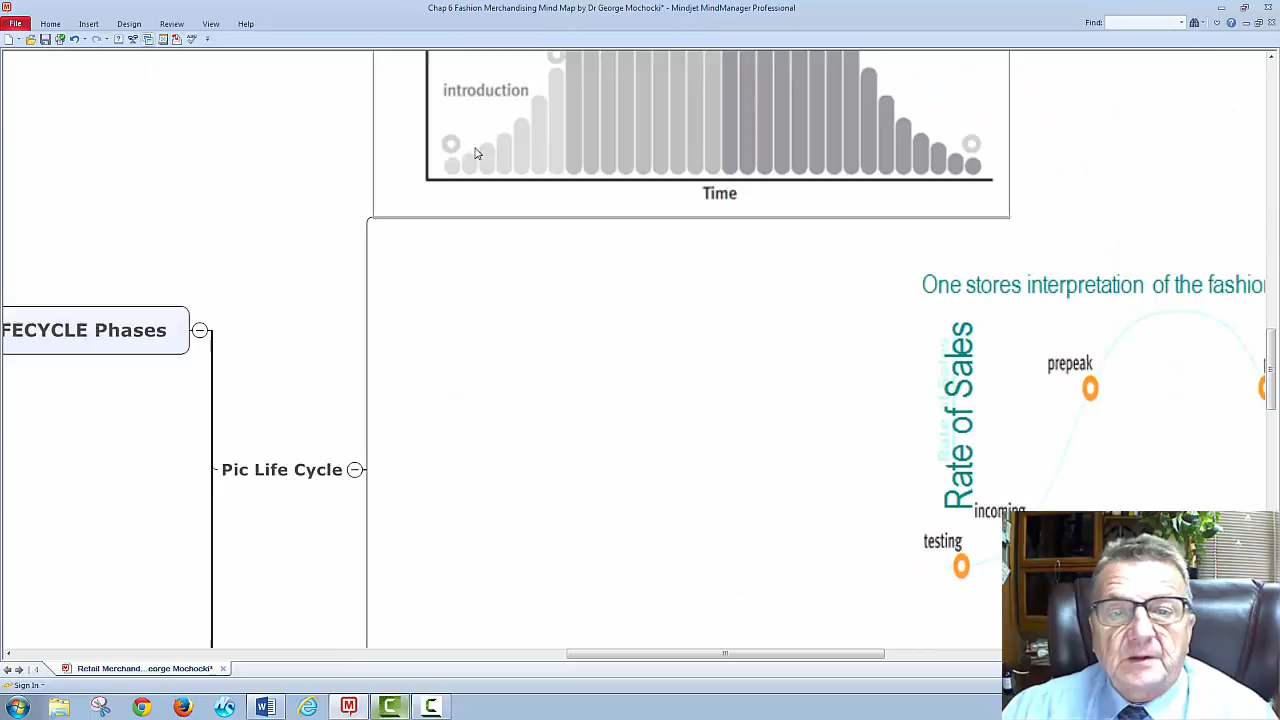 Chap 6 Fashion Merchandising Mind Map by Dr George Mochocki* - Mindjet MindManager Professional
File Home Insert Design Review View Help
Find:
introduction
Time
One stores interpretation of the fashio
FECYCLE Phases
Rate of Sales
prepeak
Pic Life Cycle
incoming
testing
Retail Merchand...eorge Mochocki*
Sign In